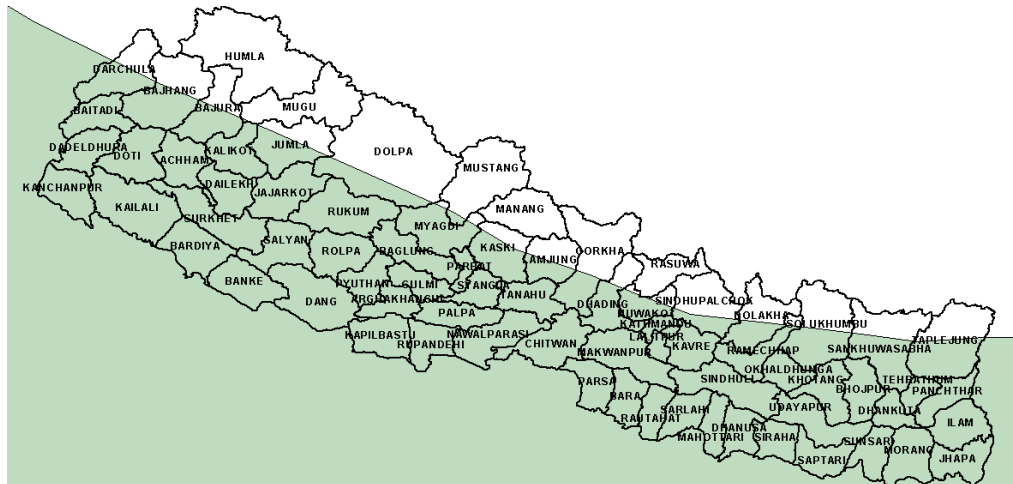 HUMLA
DARCHULA
BAJHANG
MUGU
BAJURA
BAITADI
JUMLA
DOLPA
DADELDHURA
DOTI
ACHHAM
KALIKOT
MUSTANG
KANCHANPUR
DAILEKH
JAJARKOT
KAILALI
SURKHET
RUKUM
MANANG
MYAGDI
BARDIYA
SALYAN
ROLPA
BAGLUNG
KASKI
GORKHA
LAMJUNG
PARBAT
RASUWA
BANKE
PYUTHAN
GULMI
SYANGJA
DANG
ARGHAKHANCHI
TANAHU
DHADING
SINDHUPALCHOK
PALPA
NUWAKOT
DOLAKHA
KATHMANDU
SOLUKHUMBU
KAPILBASTU
NAWALPARASI
RUPANDEHI
CHITWAN
LALITPUR
TAPLEJUNG
MAKWANPUR
KAVRE
RAMECHHAP
SANKHUWASABHA
OKHALDHUNGA
PARSA
SINDHULI
KHOTANG
TEHRATHUM
BARA
BHOJPUR
PANCHTHAR
SARLAHI
UDAYAPUR
DHANKUTA
RAUTAHAT
ILAM
DHANUSA
MAHOTTARI
SIRAHA
SUNSARI
MORANG
SAPTARI
JHAPA